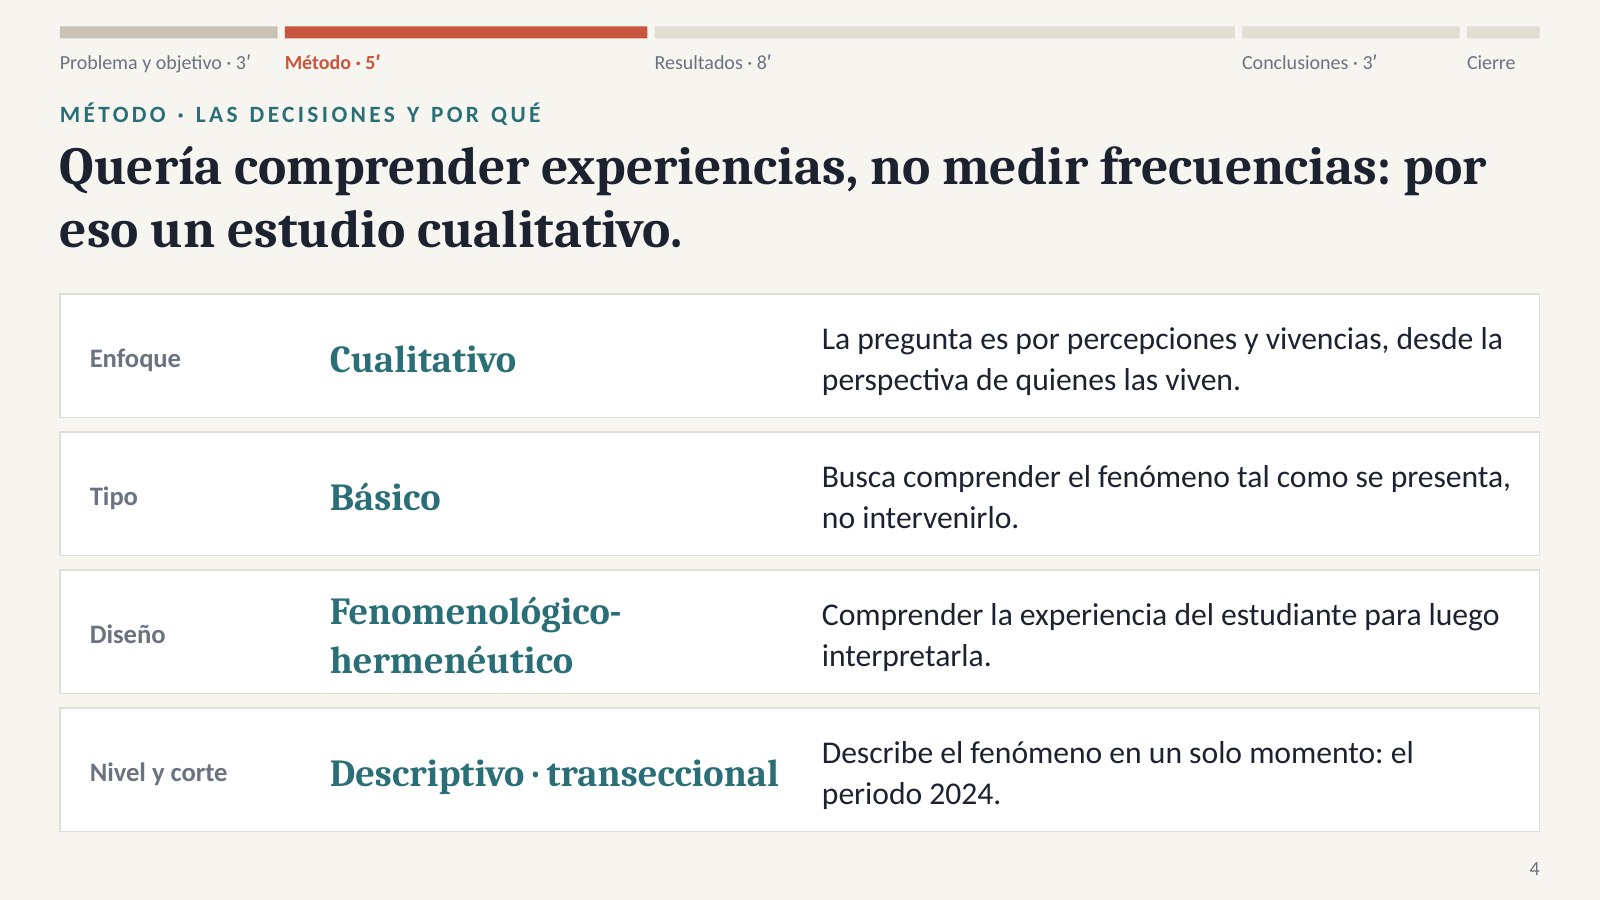 Problema y objetivo · 3′
Método · 5′
Resultados · 8′
Conclusiones · 3′
Cierre
MÉTODO · LAS DECISIONES Y POR QUÉ
Quería comprender experiencias, no medir frecuencias: por
eso un estudio cualitativo.
Enfoque
Cualitativo
La pregunta es por percepciones y vivencias, desde la
perspectiva de quienes las viven.
Tipo
Básico
Busca comprender el fenómeno tal como se presenta,
no intervenirlo.
Diseño
Fenomenológico-
hermenéutico
Comprender la experiencia del estudiante para luego
interpretarla.
Nivel y corte
Descriptivo · transeccional
Describe el fenómeno en un solo momento: el
periodo 2024.
4